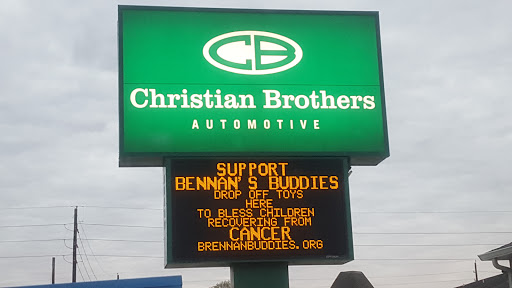 CB
Christian Brothers
AUTOMOTIVE
SUPPORT
BENNAN'S BUDDIES
DROP OFF TOYS
HERE
TO BLESS CHILDREN
RECOVERING FROM
CANCER
BRENNANBUDDIES.ORG